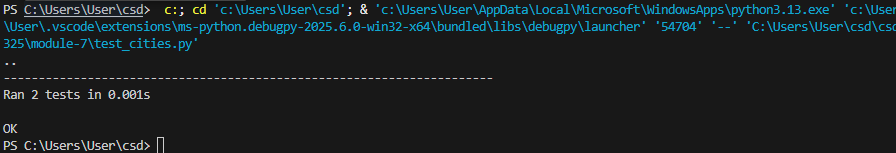 PS C:\Users\User\csd>  c:; cd 'c:\Users\User\csd'; & 'c:\Users\User\AppData\Local\Microsoft\WindowsApps\python3.13.exe' 'c:\User
\User\.vscode\extensions\ms-python.debugpy-2025.6.0-win32-x64\bundled\libs\debugpy\launcher' '54704' '--' 'C:\Users\User\csd\csd
325\module-7\test_cities.py'
..
----------------------------------------------------------------------
Ran 2 tests in 0.001s
OK
PS C:\Users\User\csd>